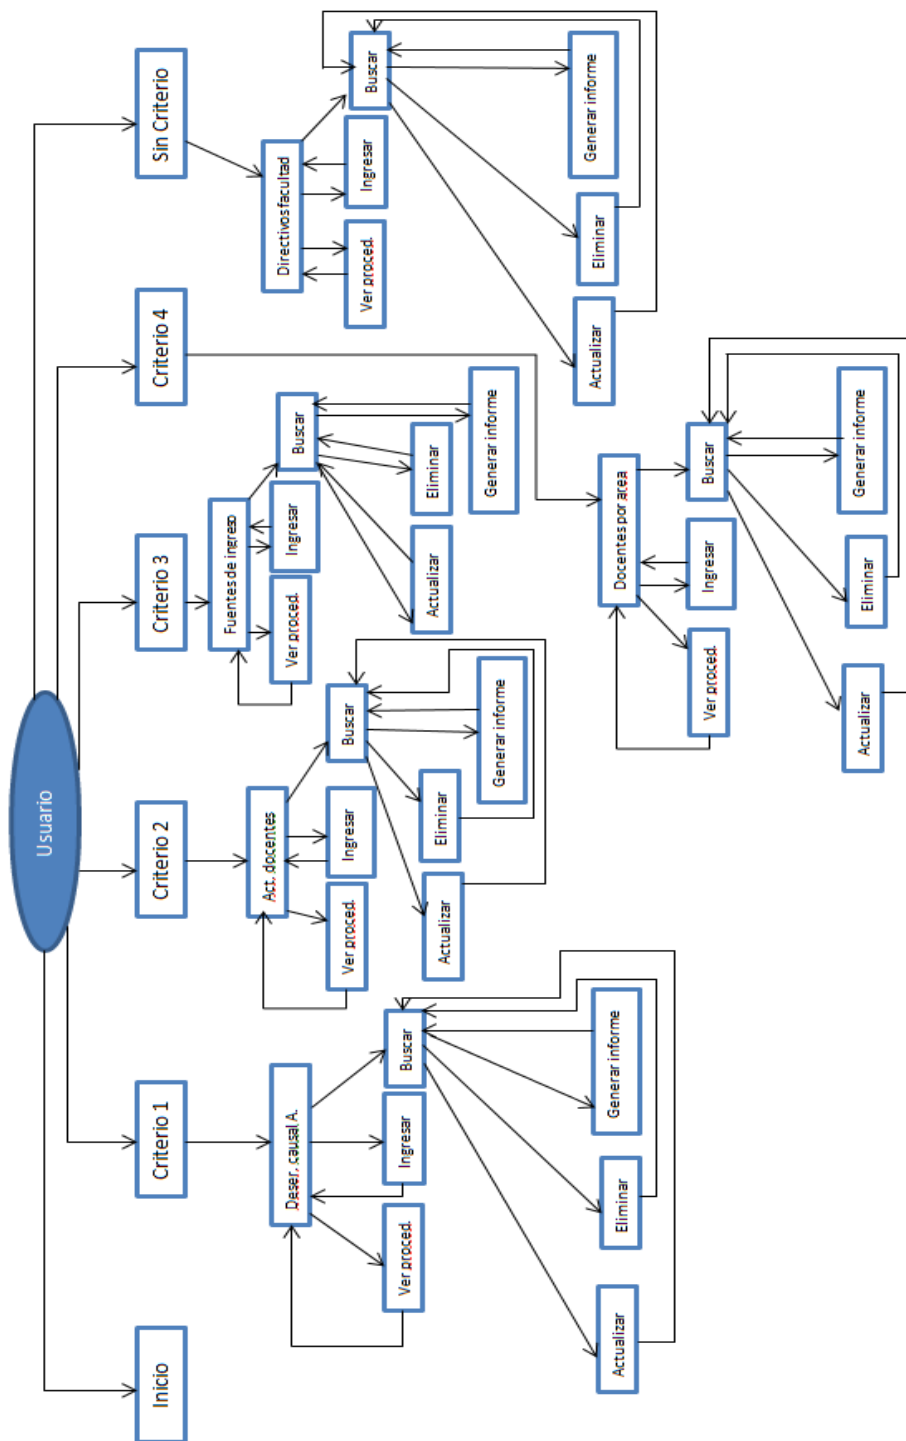 Usuario
Inicio
Criterio 1
Criterio 2
Criterio 3
Criterio 4
Sin Criterio
Deser. causal A.
Ver proced.
Ingresar
Buscar
Actualizar
Eliminar
Generar informe
Act. docentes
Ver proced.
Ingresar
Buscar
Actualizar
Eliminar
Generar informe
Fuentes de ingreso
Ver proced.
Ingresar
Buscar
Actualizar
Eliminar
Generar informe
Docentes por acea
Ver proced.
Ingresar
Buscar
Actualizar
Eliminar
Generar informe
Directivos facultad
Ver proced.
Ingresar
Buscar
Actualizar
Eliminar
Generar informe